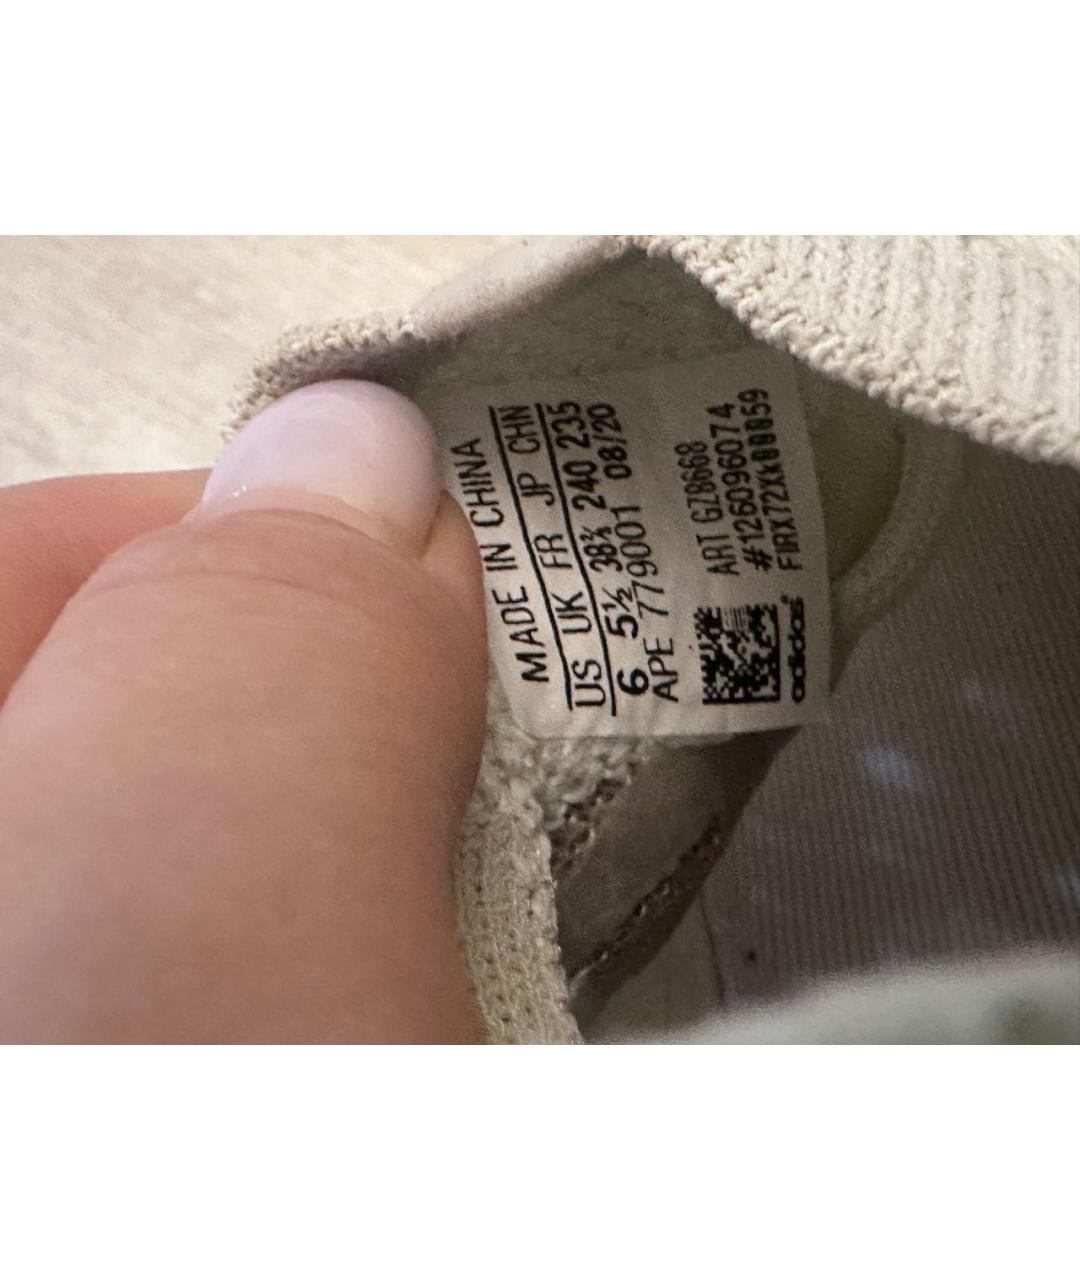 MADE IN CHINA
US UK FR JP CHN
6 5½ 38⅔ 240 235
APE 779001 08/20
ART GZ8668
#126096074
adidas